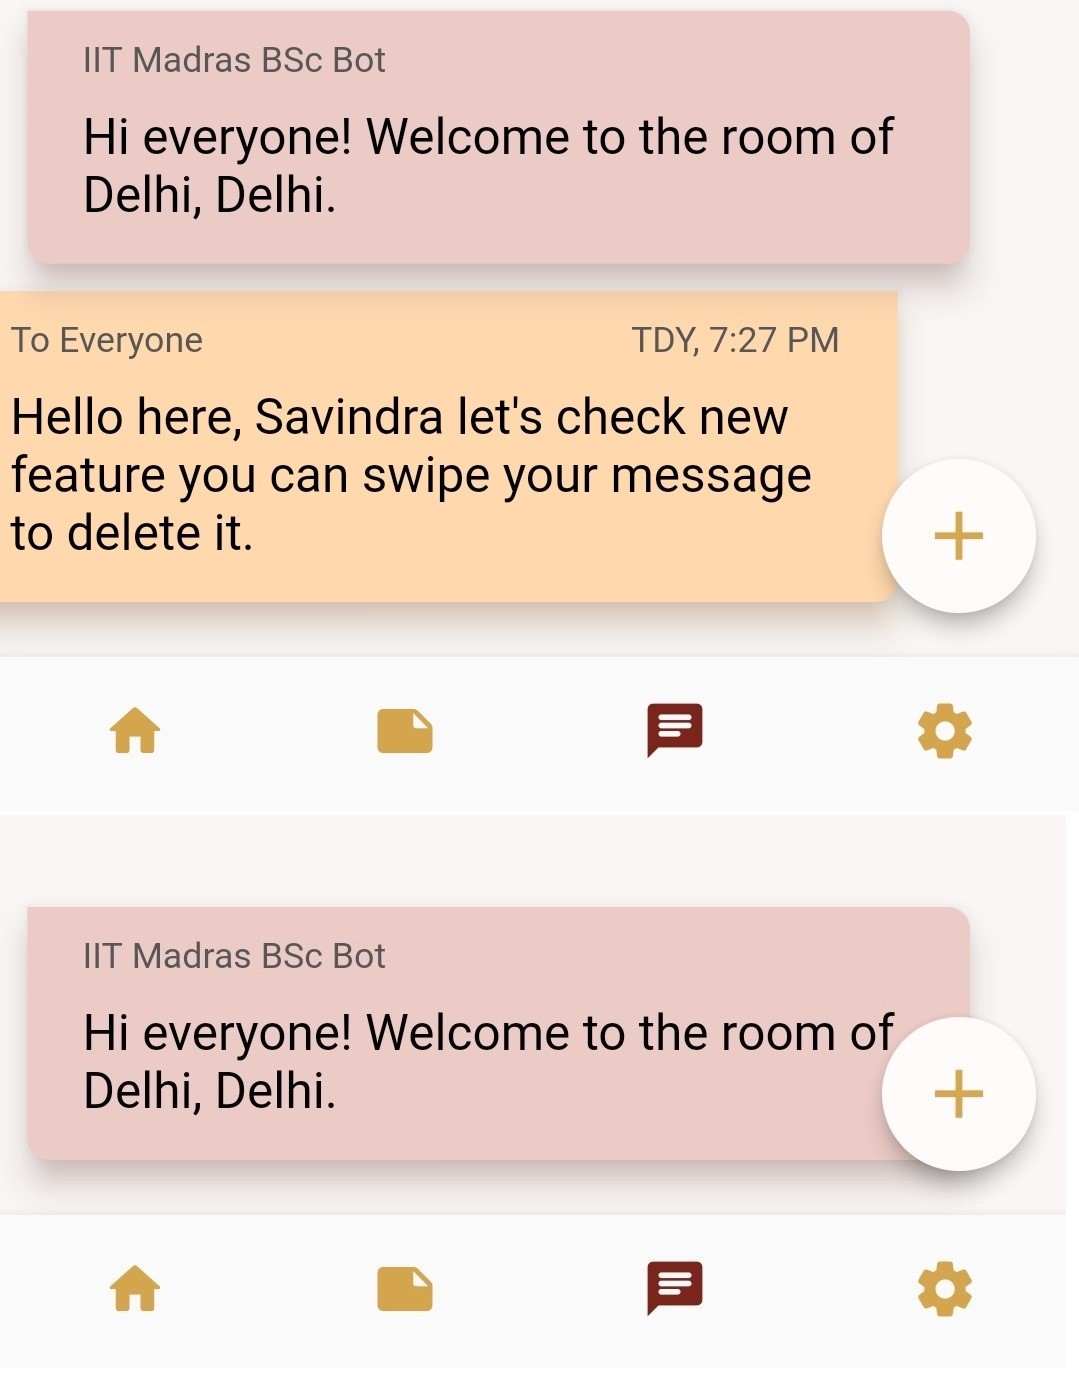 IIT Madras BSc Bot
Hi everyone! Welcome to the room of
Delhi, Delhi.
To Everyone TDY, 7:27 PM
Hello here, Savindra let's check new
feature you can swipe your message
to delete it.
IIT Madras BSc Bot
Hi everyone! Welcome to the room of
Delhi, Delhi.